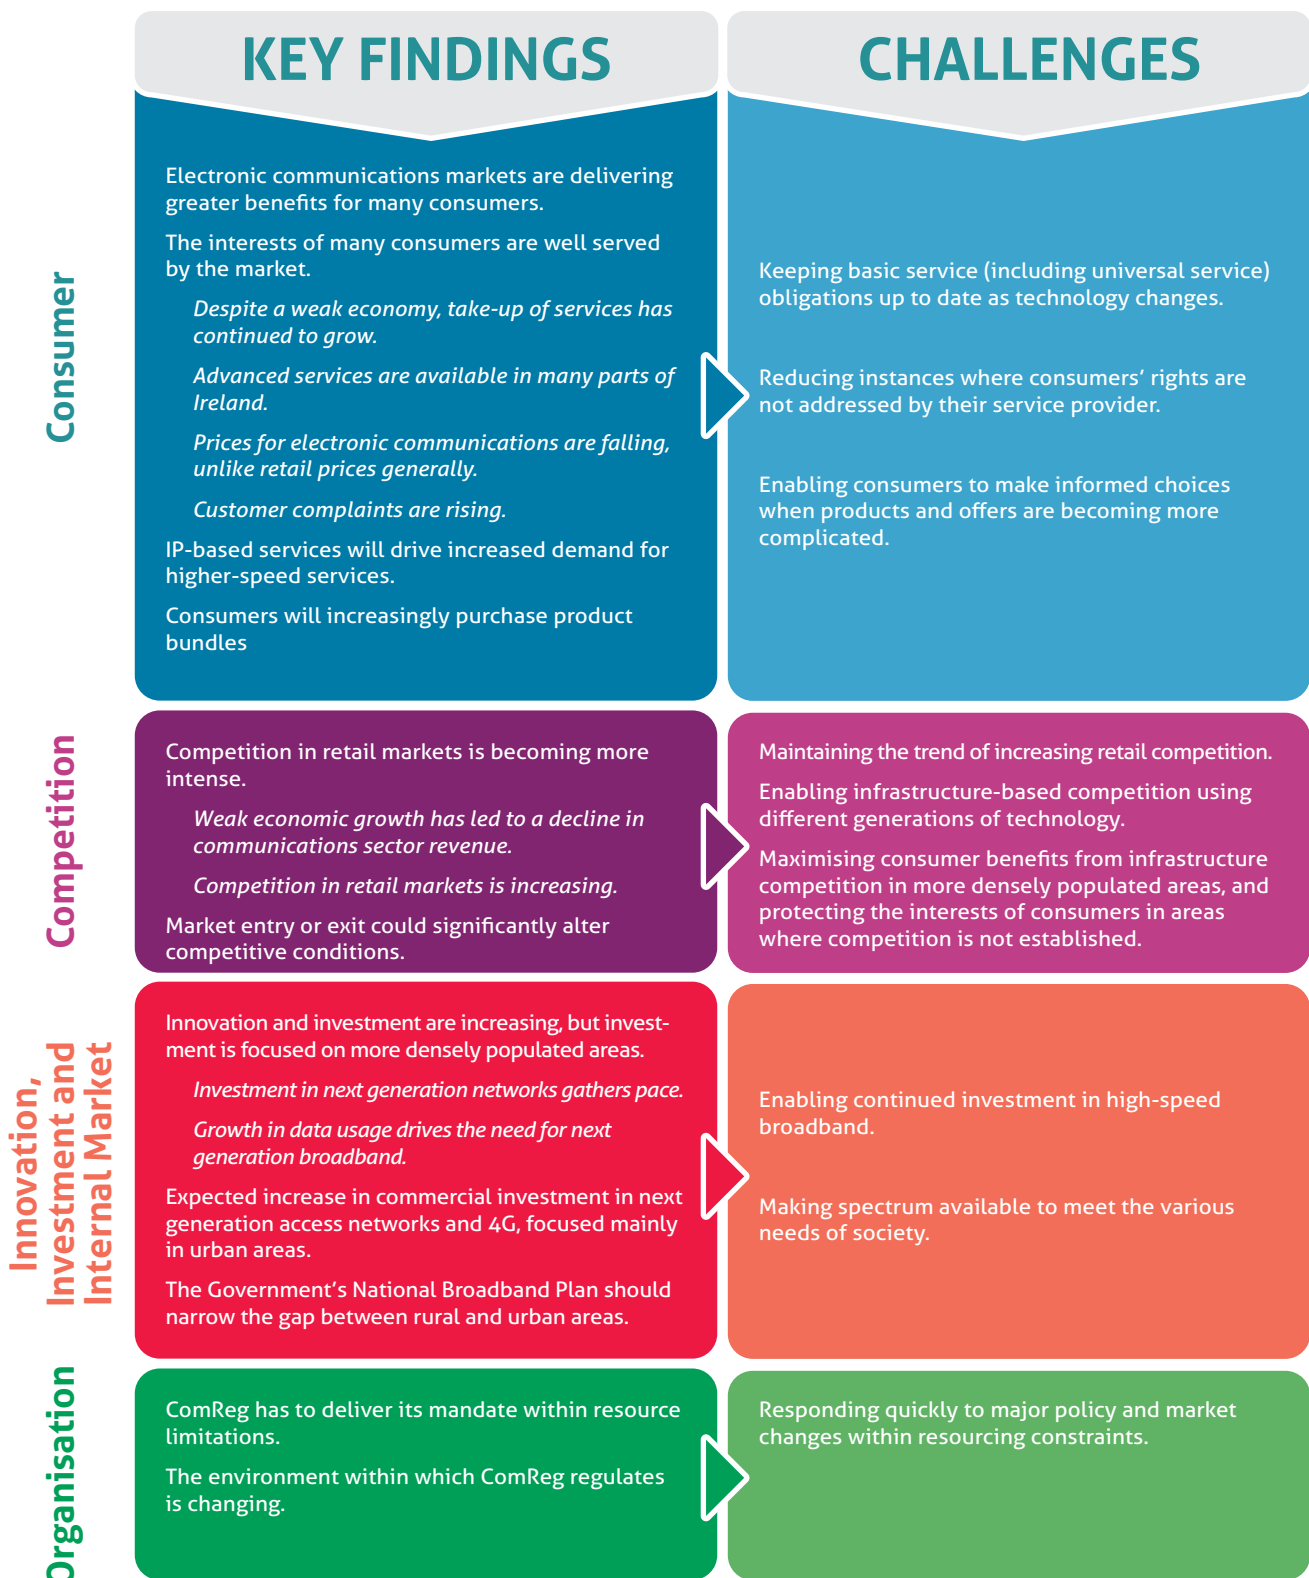 KEY FINDINGS
CHALLENGES
Consumer
Electronic communications markets are delivering
greater benefits for many consumers.
The interests of many consumers are well served
by the market.
Despite a weak economy, take-up of services has
continued to grow.
Advanced services are available in many parts of
Ireland.
Prices for electronic communications are falling,
unlike retail prices generally.
Customer complaints are rising.
IP-based services will drive increased demand for
higher-speed services.
Consumers will increasingly purchase product
bundles
Keeping basic service (including universal service)
obligations up to date as technology changes.
Reducing instances where consumers’ rights are
not addressed by their service provider.
Enabling consumers to make informed choices
when products and offers are becoming more
complicated.
Competition
Competition in retail markets is becoming more
intense.
Weak economic growth has led to a decline in
communications sector revenue.
Competition in retail markets is increasing.
Market entry or exit could significantly alter
competitive conditions.
Maintaining the trend of increasing retail competition.
Enabling infrastructure-based competition using
different generations of technology.
Maximising consumer benefits from infrastructure
competition in more densely populated areas, and
protecting the interests of consumers in areas
where competition is not established.
Innovation,
Investment and
Internal Market
Innovation and investment are increasing, but invest-
ment is focused on more densely populated areas.
Investment in next generation networks gathers pace.
Growth in data usage drives the need for next
generation broadband.
Expected increase in commercial investment in next
generation access networks and 4G, focused mainly
in urban areas.
The Government’s National Broadband Plan should
narrow the gap between rural and urban areas.
Enabling continued investment in high-speed
broadband.
Making spectrum available to meet the various
needs of society.
Organisation
ComReg has to deliver its mandate within resource
limitations.
The environment within which ComReg regulates
is changing.
Responding quickly to major policy and market
changes within resourcing constraints.